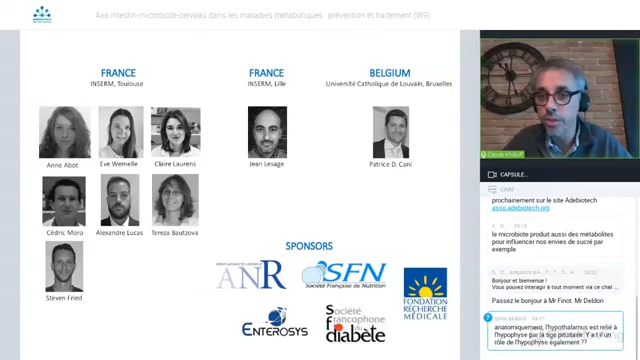 Axe intestin-microbiote-cerveau dans les maladies métaboliques : prévention et traitement (W9)
FRANCE
INSERM, Toulouse
FRANCE
INSERM, Lille
BELGIUM
Université Catholique de Louvain, Bruxelles
Anne Abot
Eve Wemelle
Claire Laurens
Jean Lesage
Patrice D. Cani
Cédric Moro
Alexandre Lucas
Tereza Bautzova
Steven Fried
SPONSORS
ANR
SFN
Société Française de Nutrition
FONDATION
RECHERCHE
MÉDICALE
ENTEROSYS
Société
francophone
du
diabète
CAPSULE...
CHAT
prochainement sur le site Adebiotech
asso.adebiotech.org
le microbiote produit aussi des métabolites
pour influencer nos envies de sucré par
exemple
Bonjour et bienvenue !
Vous pouvez interagir à tout moment via ce chat ...
Passez le bonjour à Mr Finot. Mr Deldon
anatomiquement, l'hypothalamus est relié à
l'hypophyse par la tige pituitaire. Y a t il un
rôle de l'hypophyse également ??